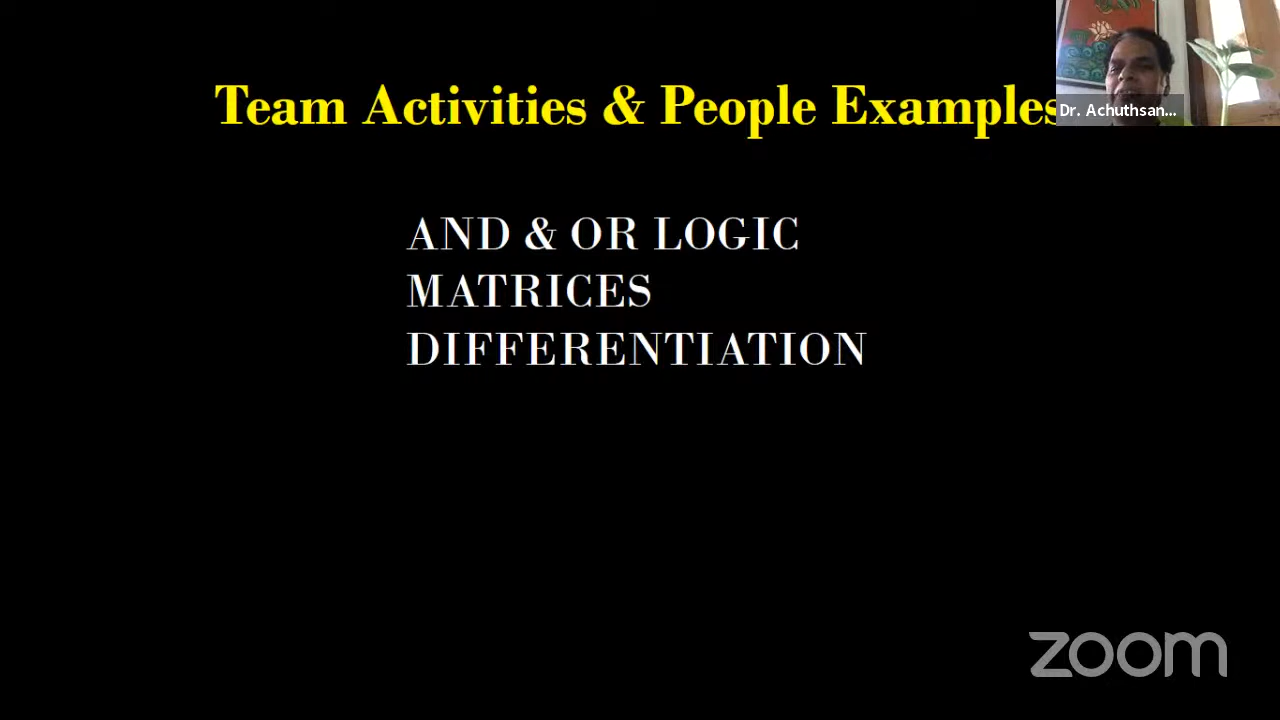 Team Activities & People Examples
Dr. Achuthsan...
AND & OR LOGIC
MATRICES
DIFFERENTIATION
zoom